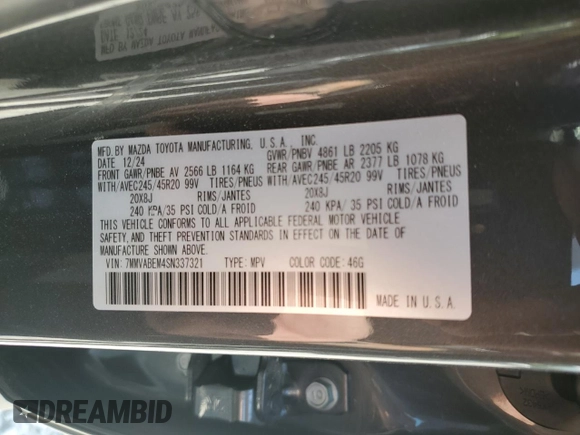 MFD.BY MAZDA TOYOTA MANUFACTURING, U.S.A., INC.
DATE 12/24 GVWR/PNBV 4861 LB 2205 KG
FRONT GAWR/PNBE AV 2566 LB 1164 KG REAR GAWR/PNBE AR 2377 LB 1078 KG
WITH/AVEC245/45R20 99V TIRES/PNEUS WITH/AVEC245/45R20 99V TIRES/PNEUS
20X8J RIMS/JANTES 20X8J RIMS/JANTES
240 KPA/35 PSI COLD/A FROID 240 KPA/ 35 PSI COLD/A FROID
THIS VEHICLE CONFORMS TO ALL APPLICABLE FEDERAL MOTOR VEHICLE
SAFETY, AND THEFT PREVENTION STANDARDS IN EFFECT ON THE DATE OF
MANUFACTURE SHOWN ABOVE.
VIN: 7MMVABEM4SN337321 TYPE: MPV COLOR CODE: 46G
MADE IN U.S.A.
DREAMBID